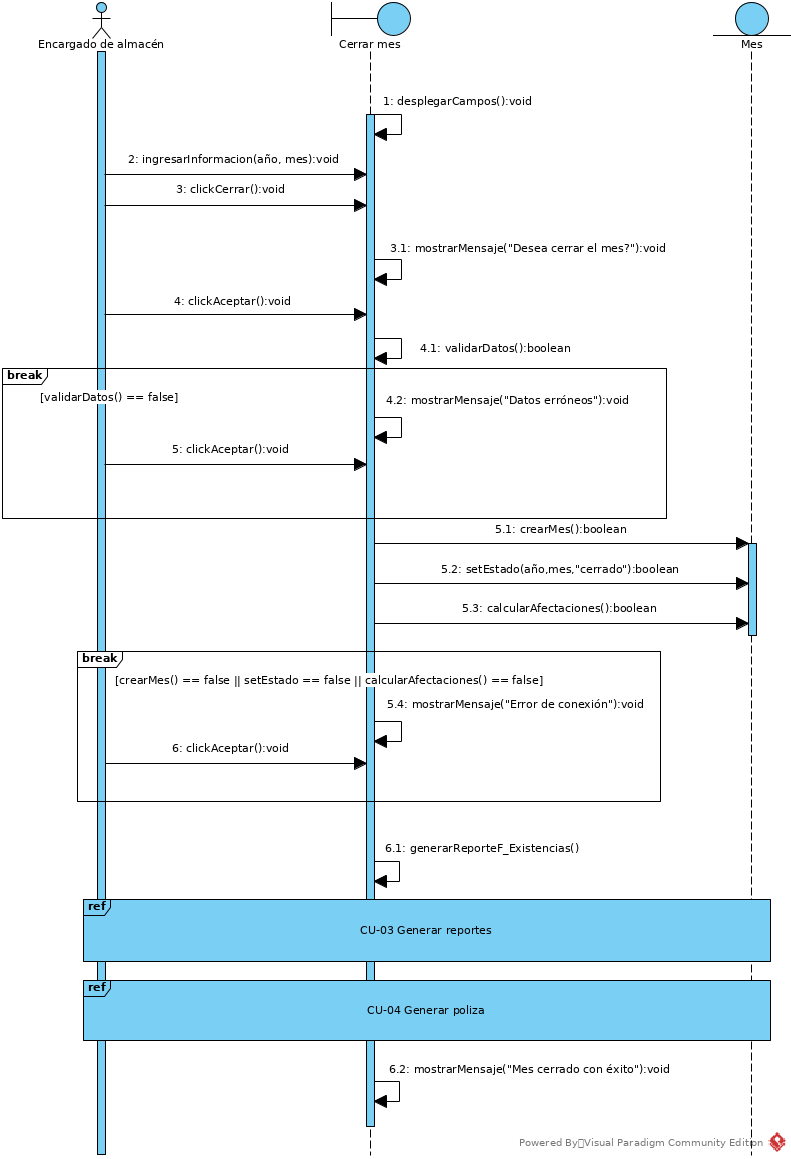 Encargado de almacén
Cerrar mes
Mes
1: desplegarCampos():void
2: ingresarInformacion(año, mes):void
3: clickCerrar():void
3.1: mostrarMensaje("Desea cerrar el mes?"):void
4: clickAceptar():void
4.1: validarDatos():boolean
break
[validarDatos() == false]
4.2: mostrarMensaje("Datos erróneos"):void
5: clickAceptar():void
5.1: crearMes():boolean
5.2: setEstado(año,mes,"cerrado"):boolean
5.3: calcularAfectaciones():boolean
break
[crearMes() == false || setEstado == false || calcularAfectaciones() == false]
5.4: mostrarMensaje("Error de conexión"):void
6: clickAceptar():void
6.1: generarReporteF_Existencias()
ref
CU-03 Generar reportes
ref
CU-04 Generar poliza
6.2: mostrarMensaje("Mes cerrado con éxito"):void
Powered By Visual Paradigm Community Edition